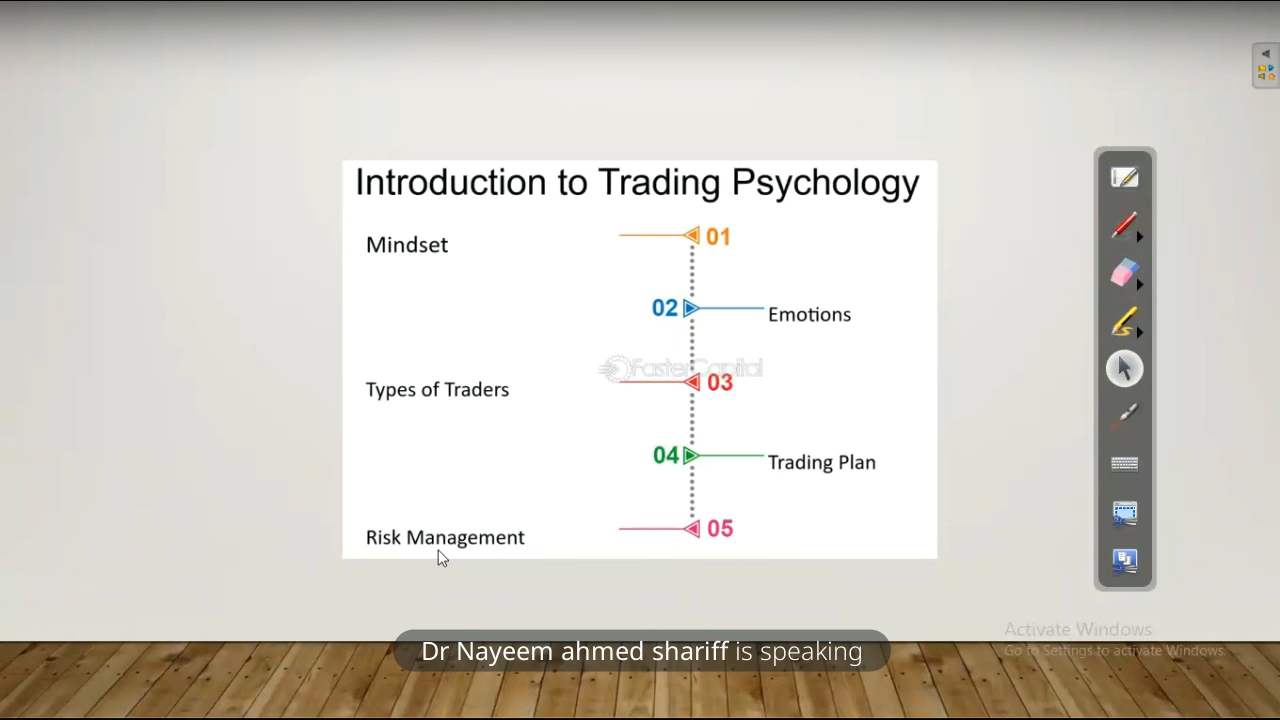 Introduction to Trading Psychology
Mindset
01
02
Emotions
FasterCapital
Types of Traders
03
04
Trading Plan
Risk Management
05
Activate Windows
Go to Settings to activate Windows.
Dr Nayeem ahmed shariff is speaking